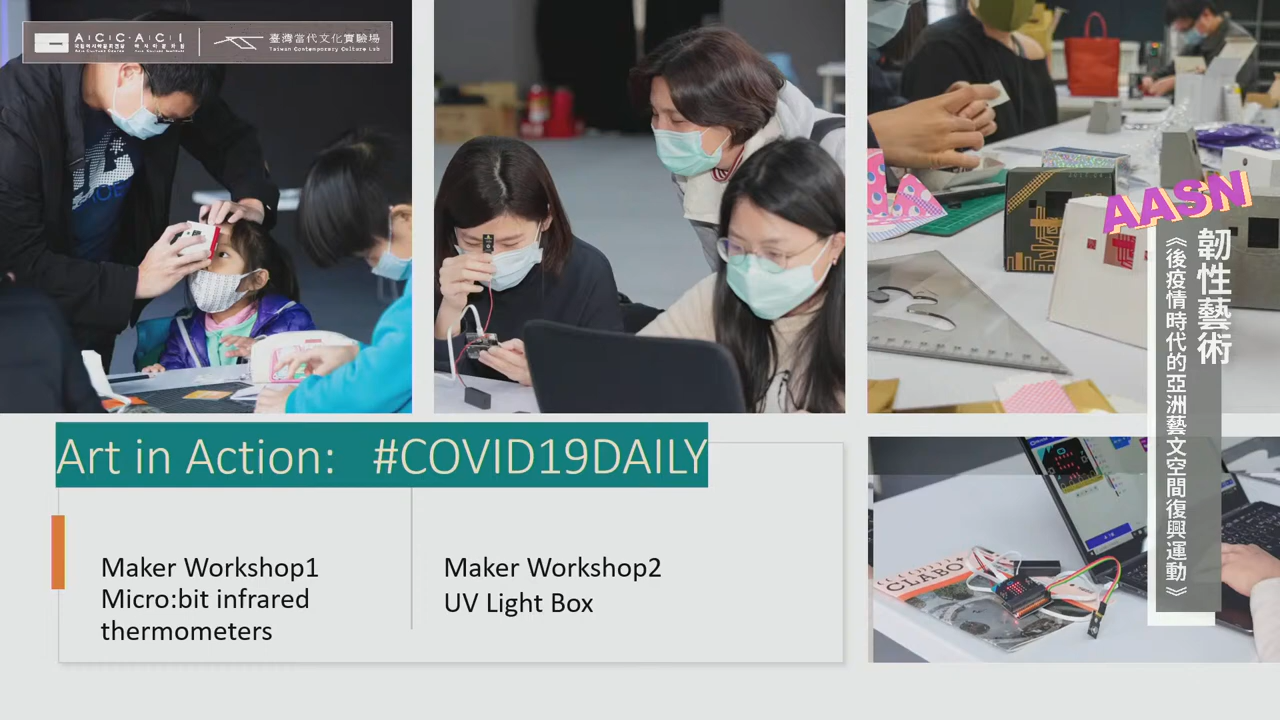 ACC-ACI
臺灣當代文化實驗場
Taiwan Contemporary Culture Lab
AASN
韌性藝術
《後疫情時代的亞洲藝文空間復興運動》
Art in Action: #COVID19DAILY
Maker Workshop1
Micro:bit infrared
thermometers
Maker Workshop2
UV Light Box